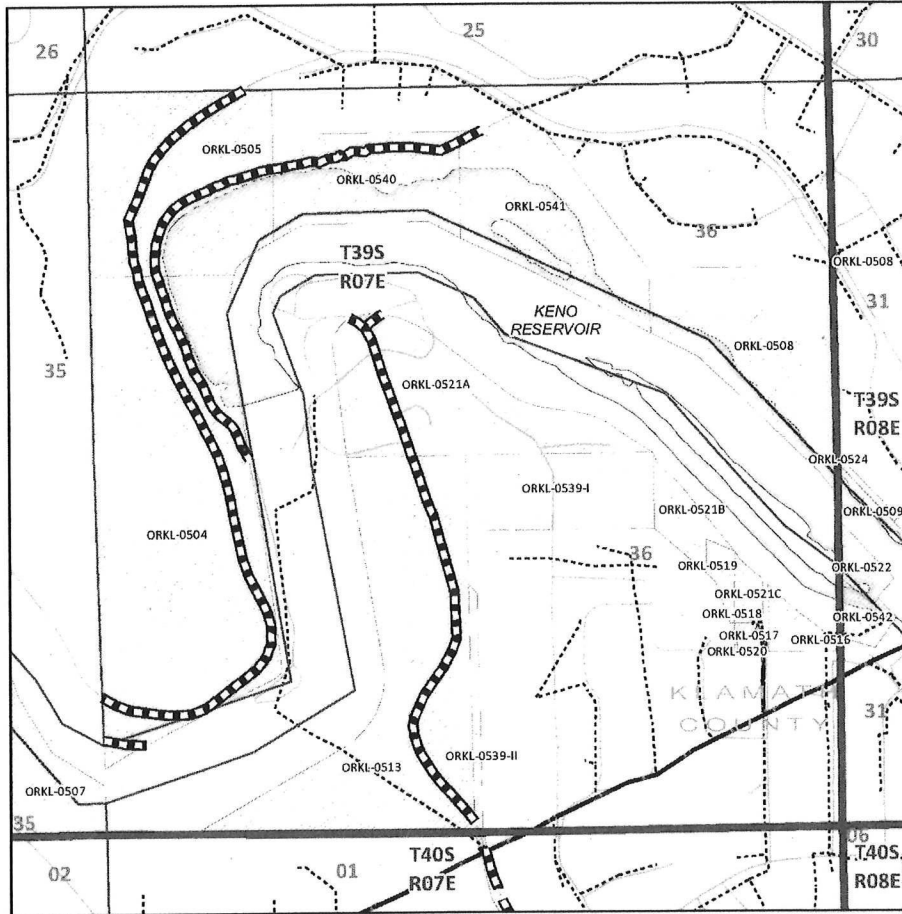 25
26
30
ORKL-0505
ORKL-0540
ORKL-0541
36
T39S
R07E
ORKL-0508
31
KENO
RESERVOIR
ORKL-0508
35
ORKL-0521A
T39S
R08E
ORKL-0524
ORKL-0539-I
ORKL-0521B
ORKL-0509
ORKL-0504
36
ORKL-0519
ORKL-0522
ORKL-0521C
ORKL-0518
ORKL-0542
ORKL-0517
ORKL-0516
ORKL-0520
KLAMATH
COUNTY
31
ORKL-0513
ORKL-0539-II
ORKL-0507
35
06
02
01
T40S
R07E
T40S
R08E